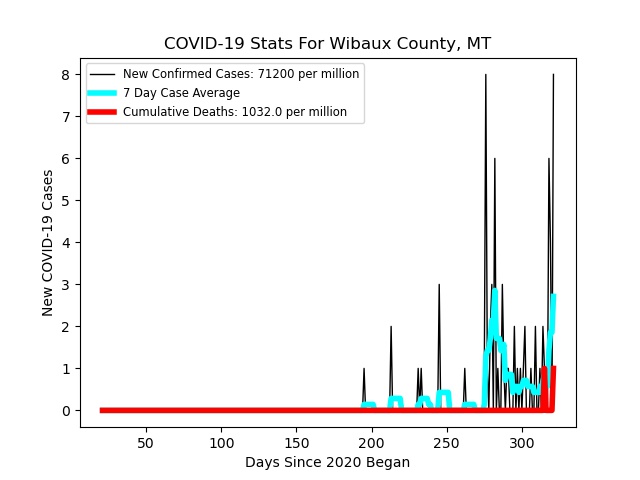 COVID-19 Stats For Wibaux County, MT
New Confirmed Cases: 71200 per million
7 Day Case Average
Cumulative Deaths: 1032.0 per million
New COVID-19 Cases
8
7
6
5
4
3
2
1
0
50 100 150 200 250 300
Days Since 2020 Began